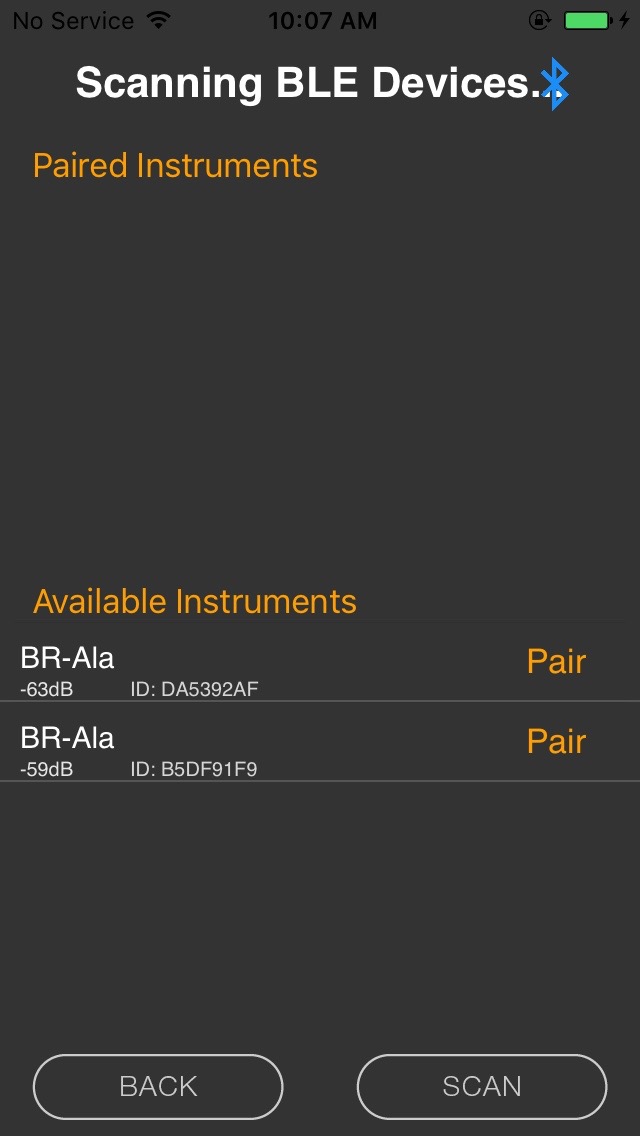 No Service 10:07 AM
Scanning BLE Devices...
Paired Instruments
Available Instruments
BR-Ala
Pair
-63dB ID: DA5392AF
BR-Ala
Pair
-59dB ID: B5DF91F9
BACK SCAN